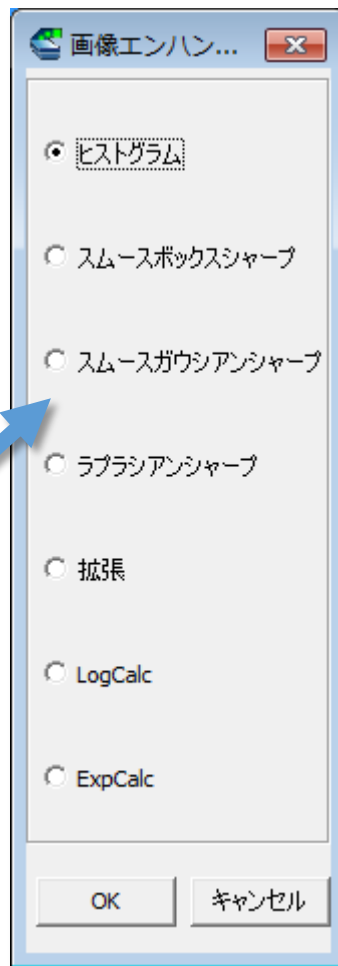 画像エンハン...
ヒストグラム
スムースボックスシャープ
スムースガウシアンシャープ
ラプラシアンシャープ
拡張
LogCalc
ExpCalc
OK
キャンセル